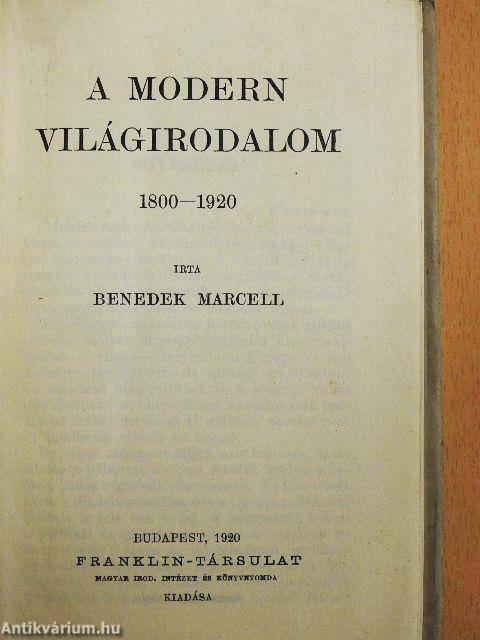 A MODERN
VILÁGIRODALOM
1800—1920
IRTA
BENEDEK MARCELL
BUDAPEST, 1920
FRANKLIN-TÁRSULAT
MAGYAR IROD. INTÉZET ÉS KÖNYVNYOMDA
KIADÁSA
Antikvárium.hu